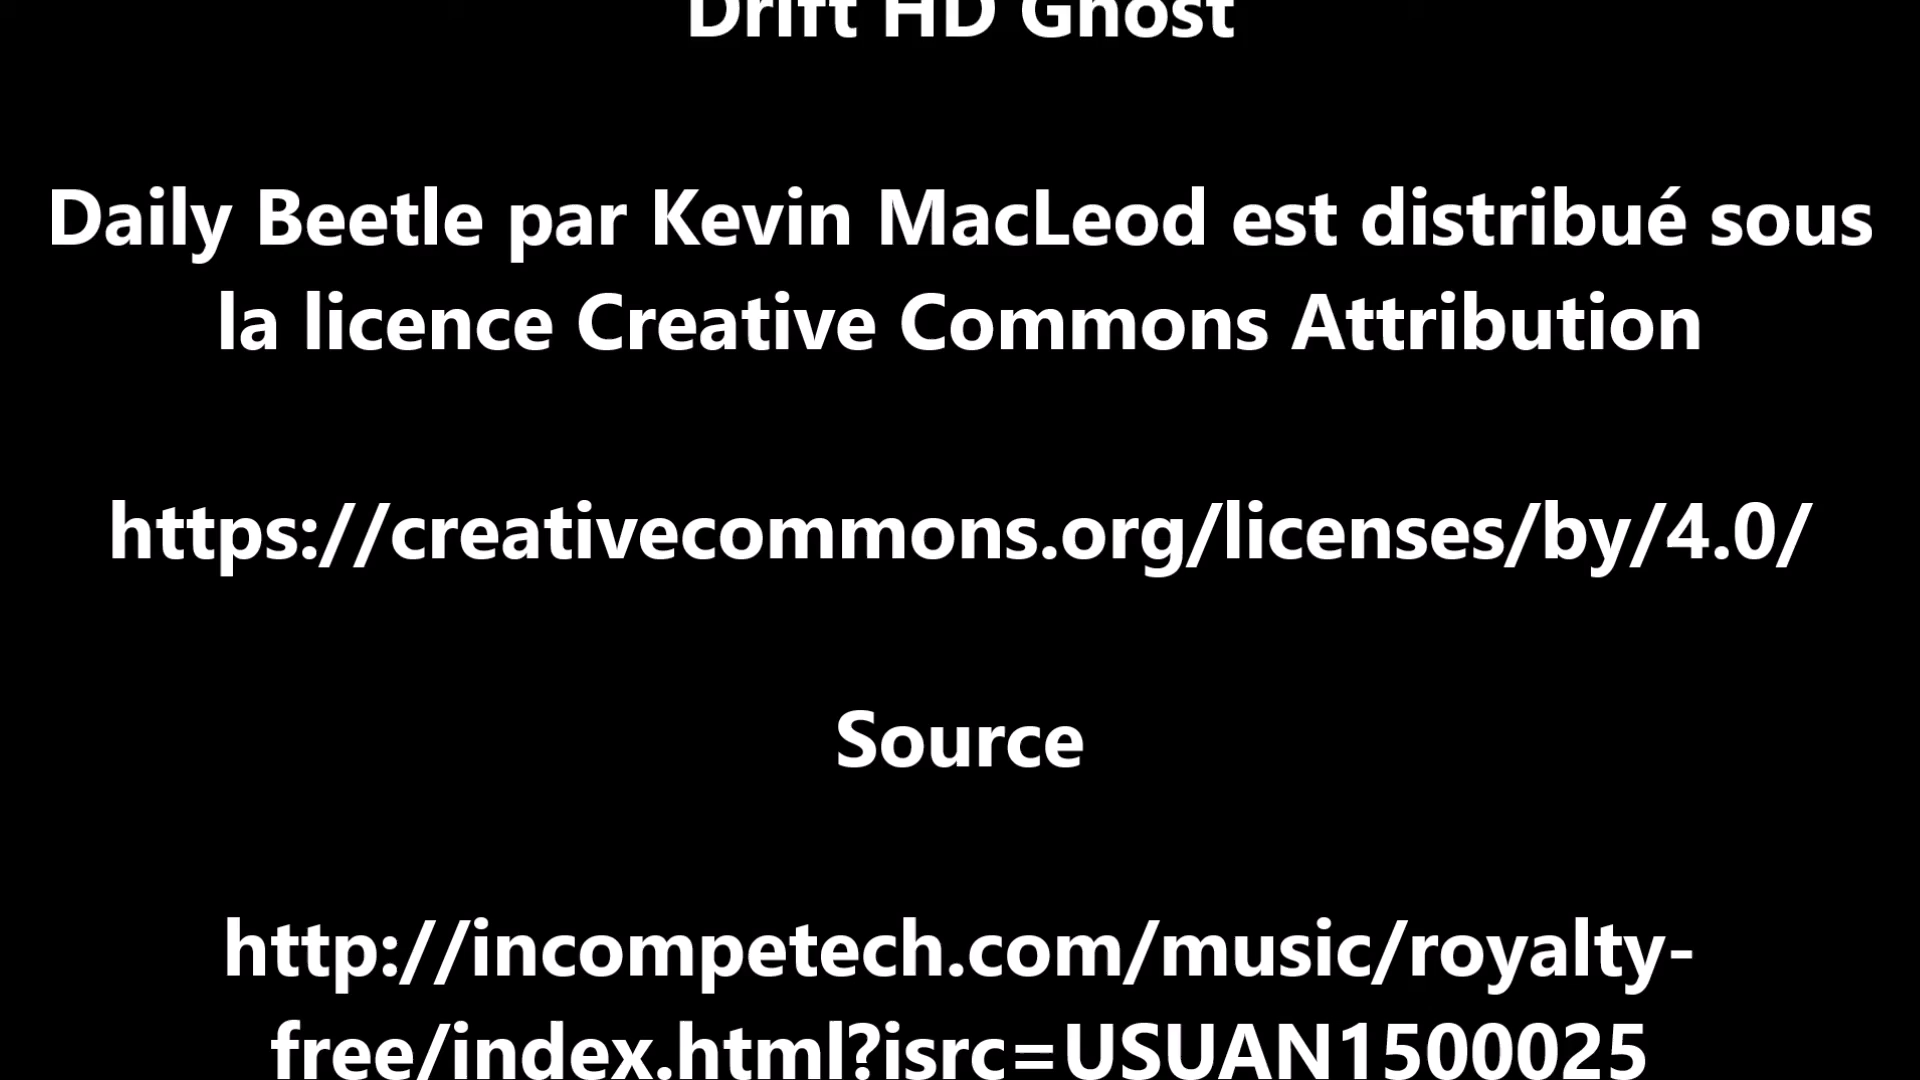 Drift HD Ghost
Daily Beetle par Kevin MacLeod est distribué sous
la licence Creative Commons Attribution
https://creativecommons.org/licenses/by/4.0/
Source
http://incompetech.com/music/royalty-
free/index.html?isrc=USUAN1500025